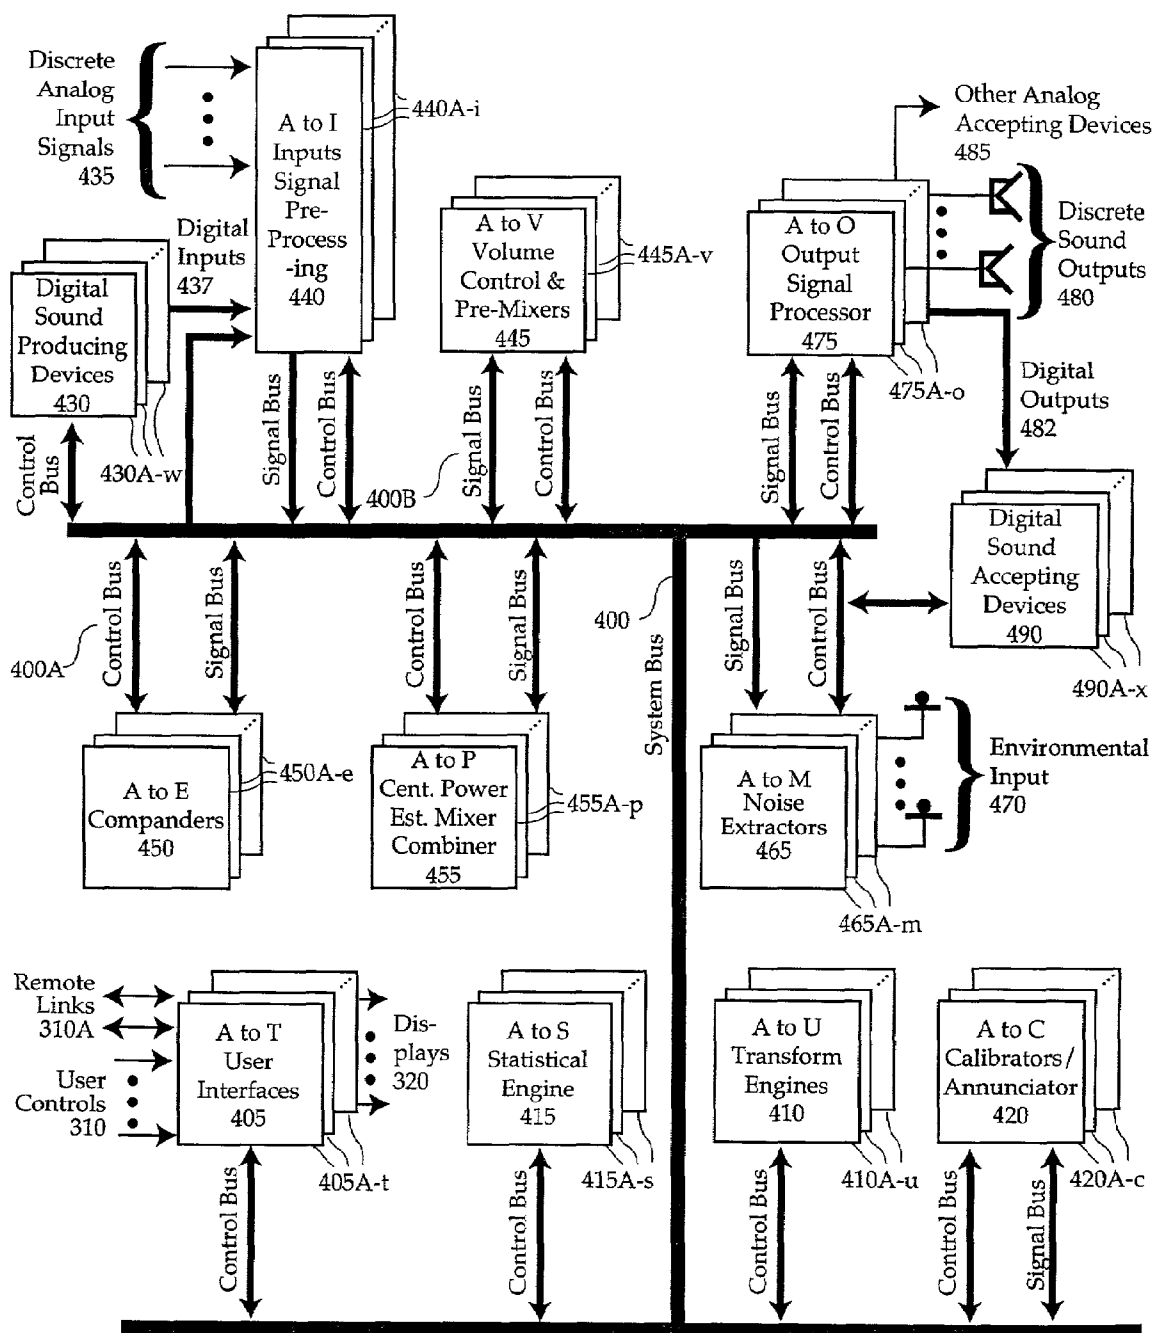 Discrete
Analog
Input
Signals
435
A to I
Inputs
Signal
Pre-
Process
-ing
440
440A-i
Digital
Inputs
437
Digital
Sound
Producing
Devices
430
430A-w
Control
Bus
Signal Bus
Control Bus
A to V
Volume
Control &
Pre-Mixers
445
445A-v
400B
Signal Bus
Control Bus
A to O
Output
Signal
Processor
475
475A-o
Other Analog
Accepting Devices
485
Discrete
Sound
Outputs
480
Digital
Outputs
482
Signal Bus
Control Bus
Digital
Sound
Accepting
Devices
490
490A-x
400A
Control Bus
Signal Bus
A to E
Companders
450
450A-e
Control Bus
Signal Bus
A to P
Cent. Power
Est. Mixer
Combiner
455
455A-p
400
System Bus
Signal Bus
Control Bus
A to M
Noise
Extractors
465
465A-m
Environmental
Input
470
Remote
Links
310A
User
Controls
310
A to T
User
Interfaces
405
405A-t
Dis-
plays
320
Control Bus
A to S
Statistical
Engine
415
415A-s
Control Bus
A to U
Transform
Engines
410
410A-u
Control Bus
A to C
Calibrators/
Annunciator
420
420A-c
Control Bus
Signal Bus